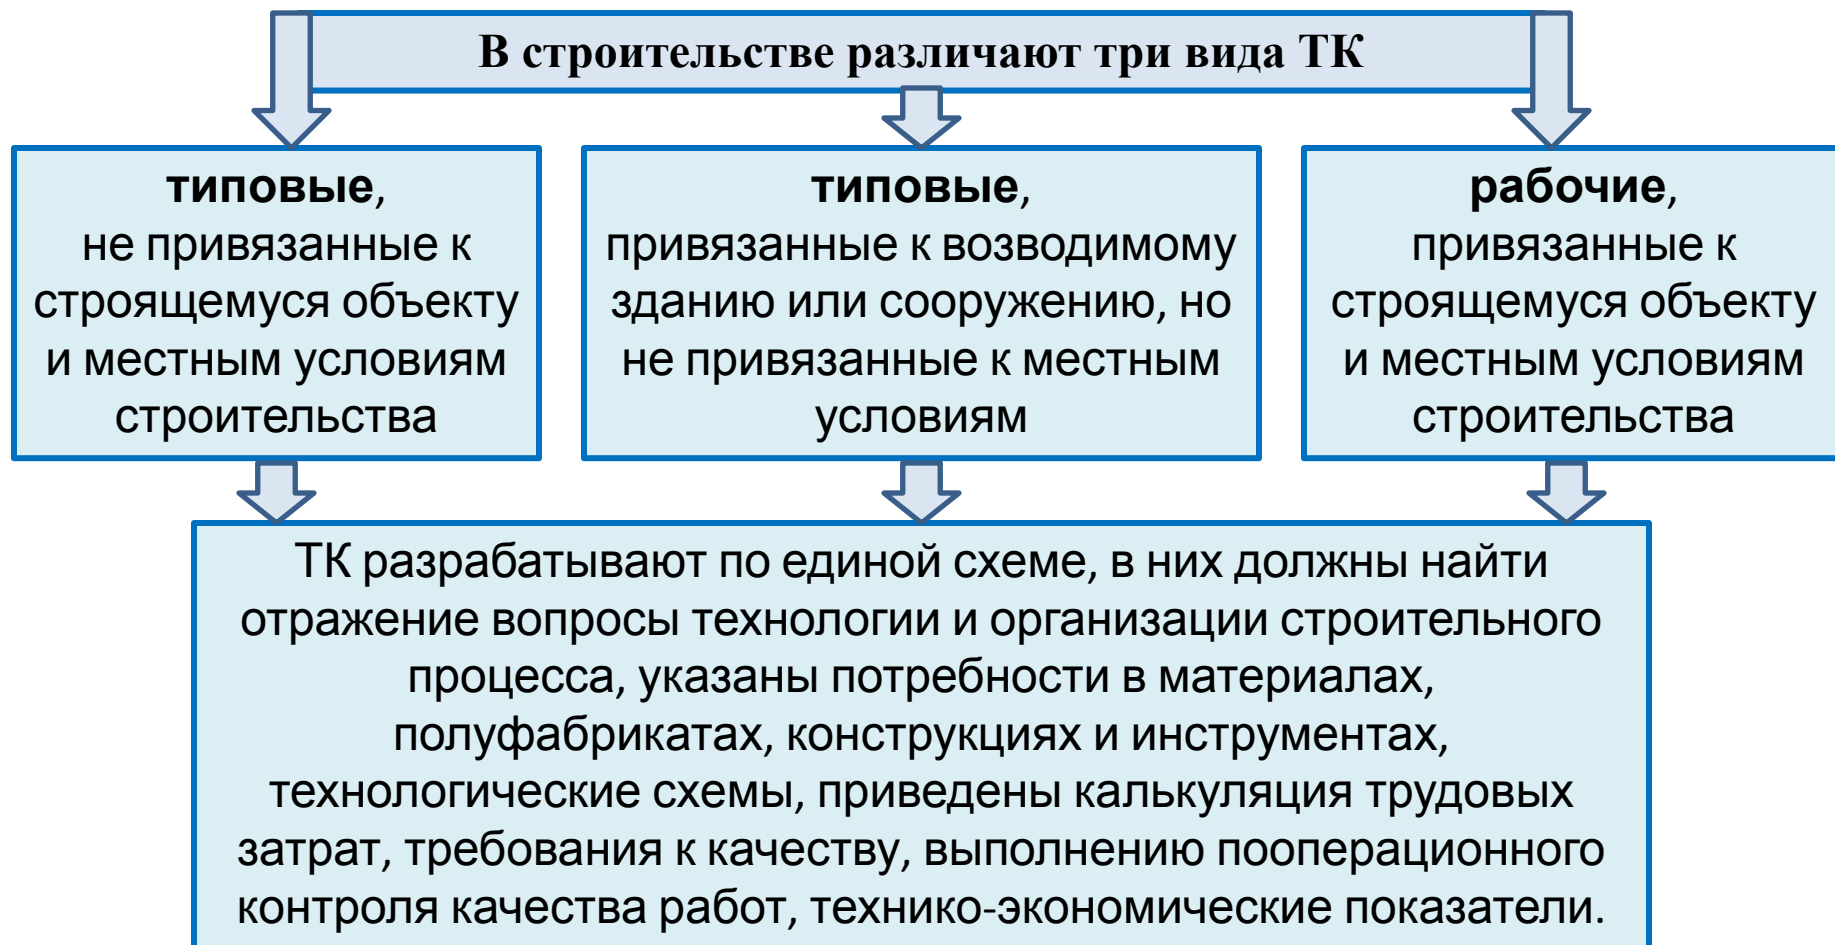 В строительстве различают три вида ТК
типовые,
не привязанные к
строящемуся объекту
и местным условиям
строительства
типовые,
привязанные к возводимому
зданию или сооружению, но
не привязанные к местным
условиям
рабочие,
привязанные к
строящемуся объекту
и местным условиям
строительства
ТК разрабатывают по единой схеме, в них должны найти
отражение вопросы технологии и организации строительного
процесса, указаны потребности в материалах,
полуфабрикатах, конструкциях и инструментах,
технологические схемы, приведены калькуляция трудовых
затрат, требования к качеству, выполнению пооперационного
контроля качества работ, технико-экономические показатели.